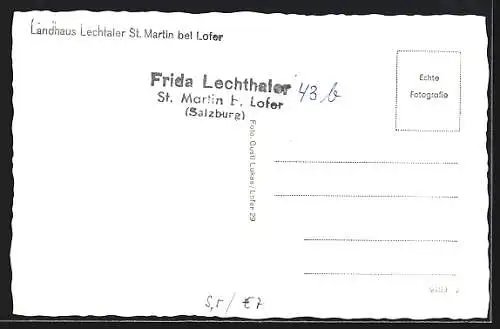 Landhaus Lechtaler St. Martin bei Lofer
Frida Lechthaler
St. Martin b. Lofer
(Salzburg)
43 b
Echte
Fotografie
Foto Gustl Lukas, Lofer 29
€7